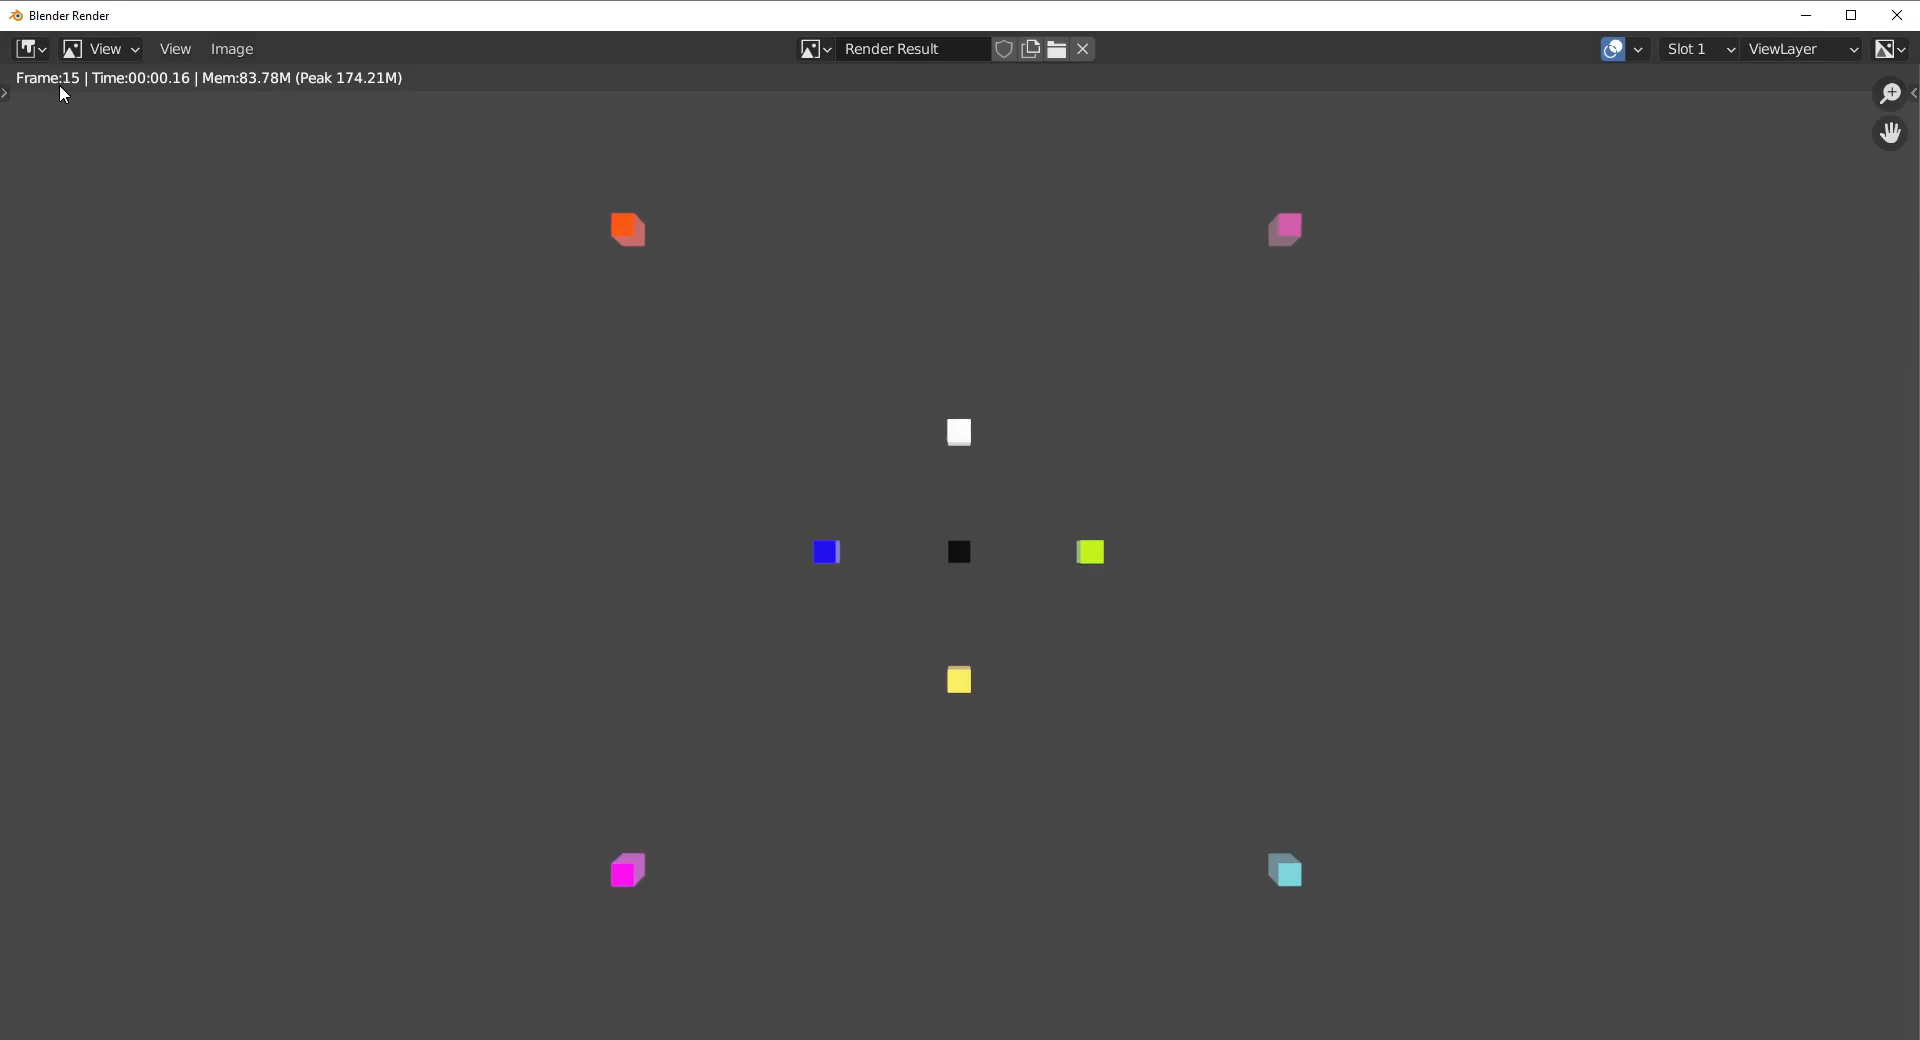 Blender Render
View View Image Render Result Slot 1 ViewLayer
Frame:15 | Time:00:00.16 | Mem:83.78M (Peak 174.21M)